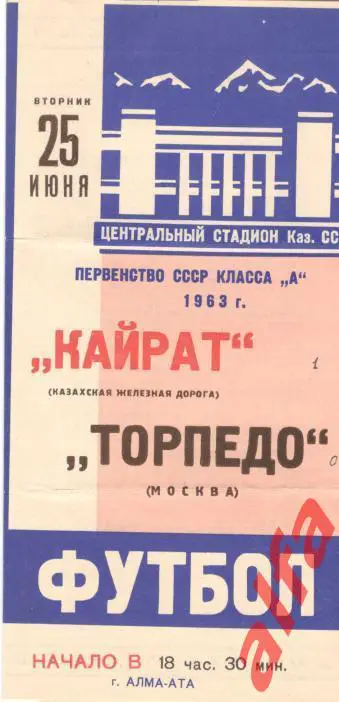 ВТОРНИК
25
ИЮНЯ
ЦЕНТРАЛЬНЫЙ СТАДИОН Каз. СС
ПЕРВЕНСТВО СССР КЛАССА „А“
1963 г.
„КАЙРАТ“ 1
(КАЗАХСКАЯ ЖЕЛЕЗНАЯ ДОРОГА)
„ТОРПЕДО“ 0
(МОСКВА)
ФУТБОЛ
НАЧАЛО В 18 час. 30 мин.
г. АЛМА-АТА
alfa